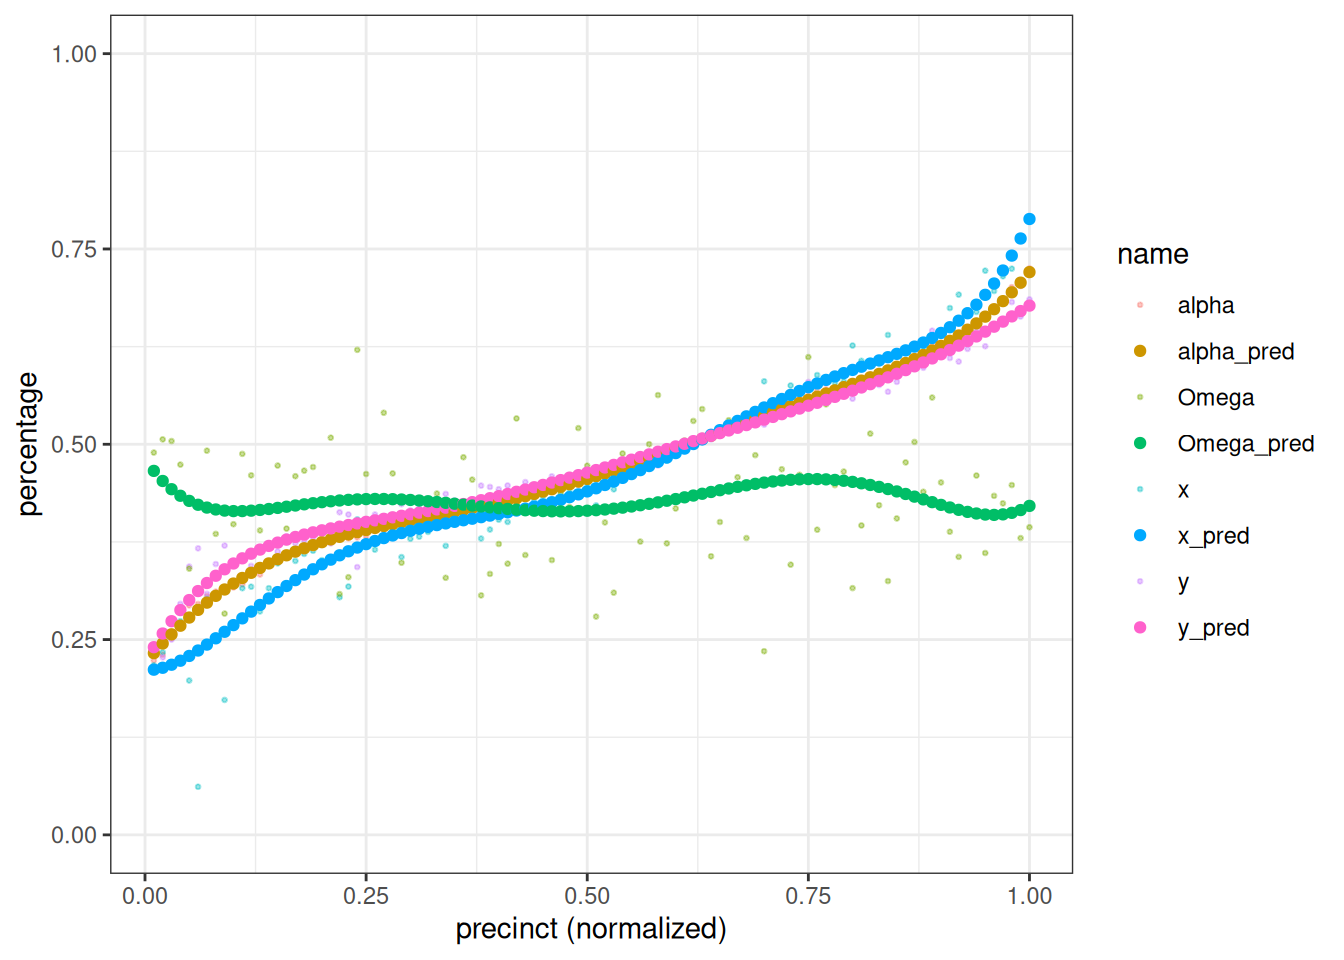 1.00
0.75
0.50
0.25
0.00
percentage
0.00 0.25 0.50 0.75 1.00
precinct (normalized)
name
alpha
alpha_pred
Omega
Omega_pred
x
x_pred
y
y_pred